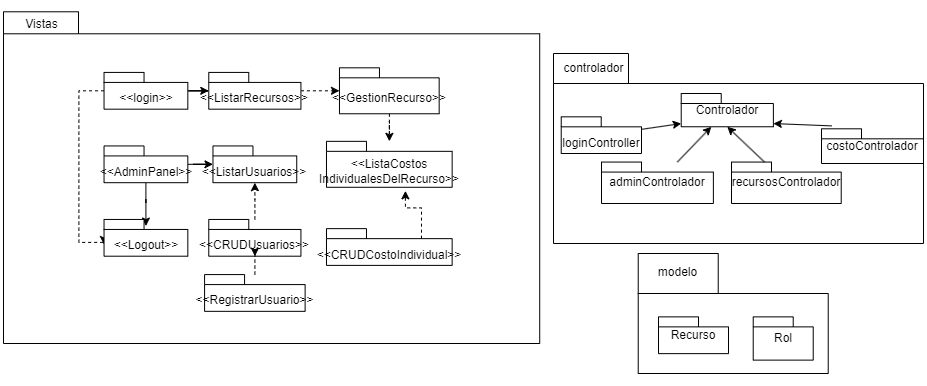 Vistas
<<login>>
<<ListarRecursos>>
<<GestionRecurso>>
<<AdminPanel>>
<<ListarUsuarios>>
<<ListaCostos
IndividualesDelRecurso>>
<<Logout>>
<<CRUDUsuarios>>
<<CRUDCostoIndividual>>
<<RegistrarUsuario>>
controlador
Controlador
loginController
costoControlador
adminControlador
recursosControlador
modelo
Recurso
Rol